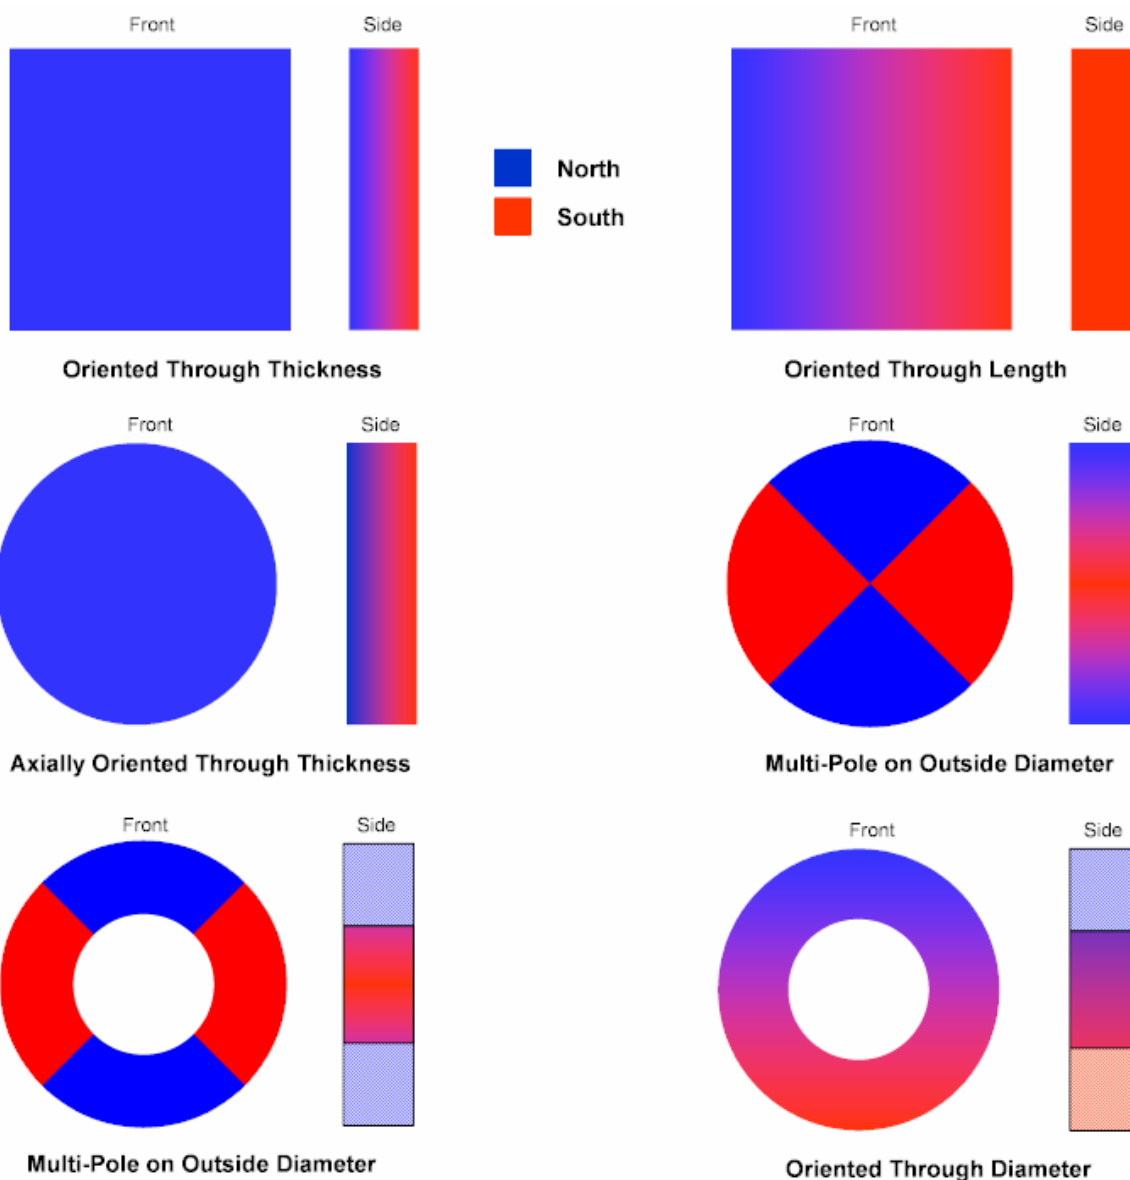 Front Side Front Side
North
South
Oriented Through Thickness Oriented Through Length
Front Side Front Side
Axially Oriented Through Thickness Multi-Pole on Outside Diameter
Front Side Front Side
Multi-Pole on Outside Diameter Oriented Through Diameter